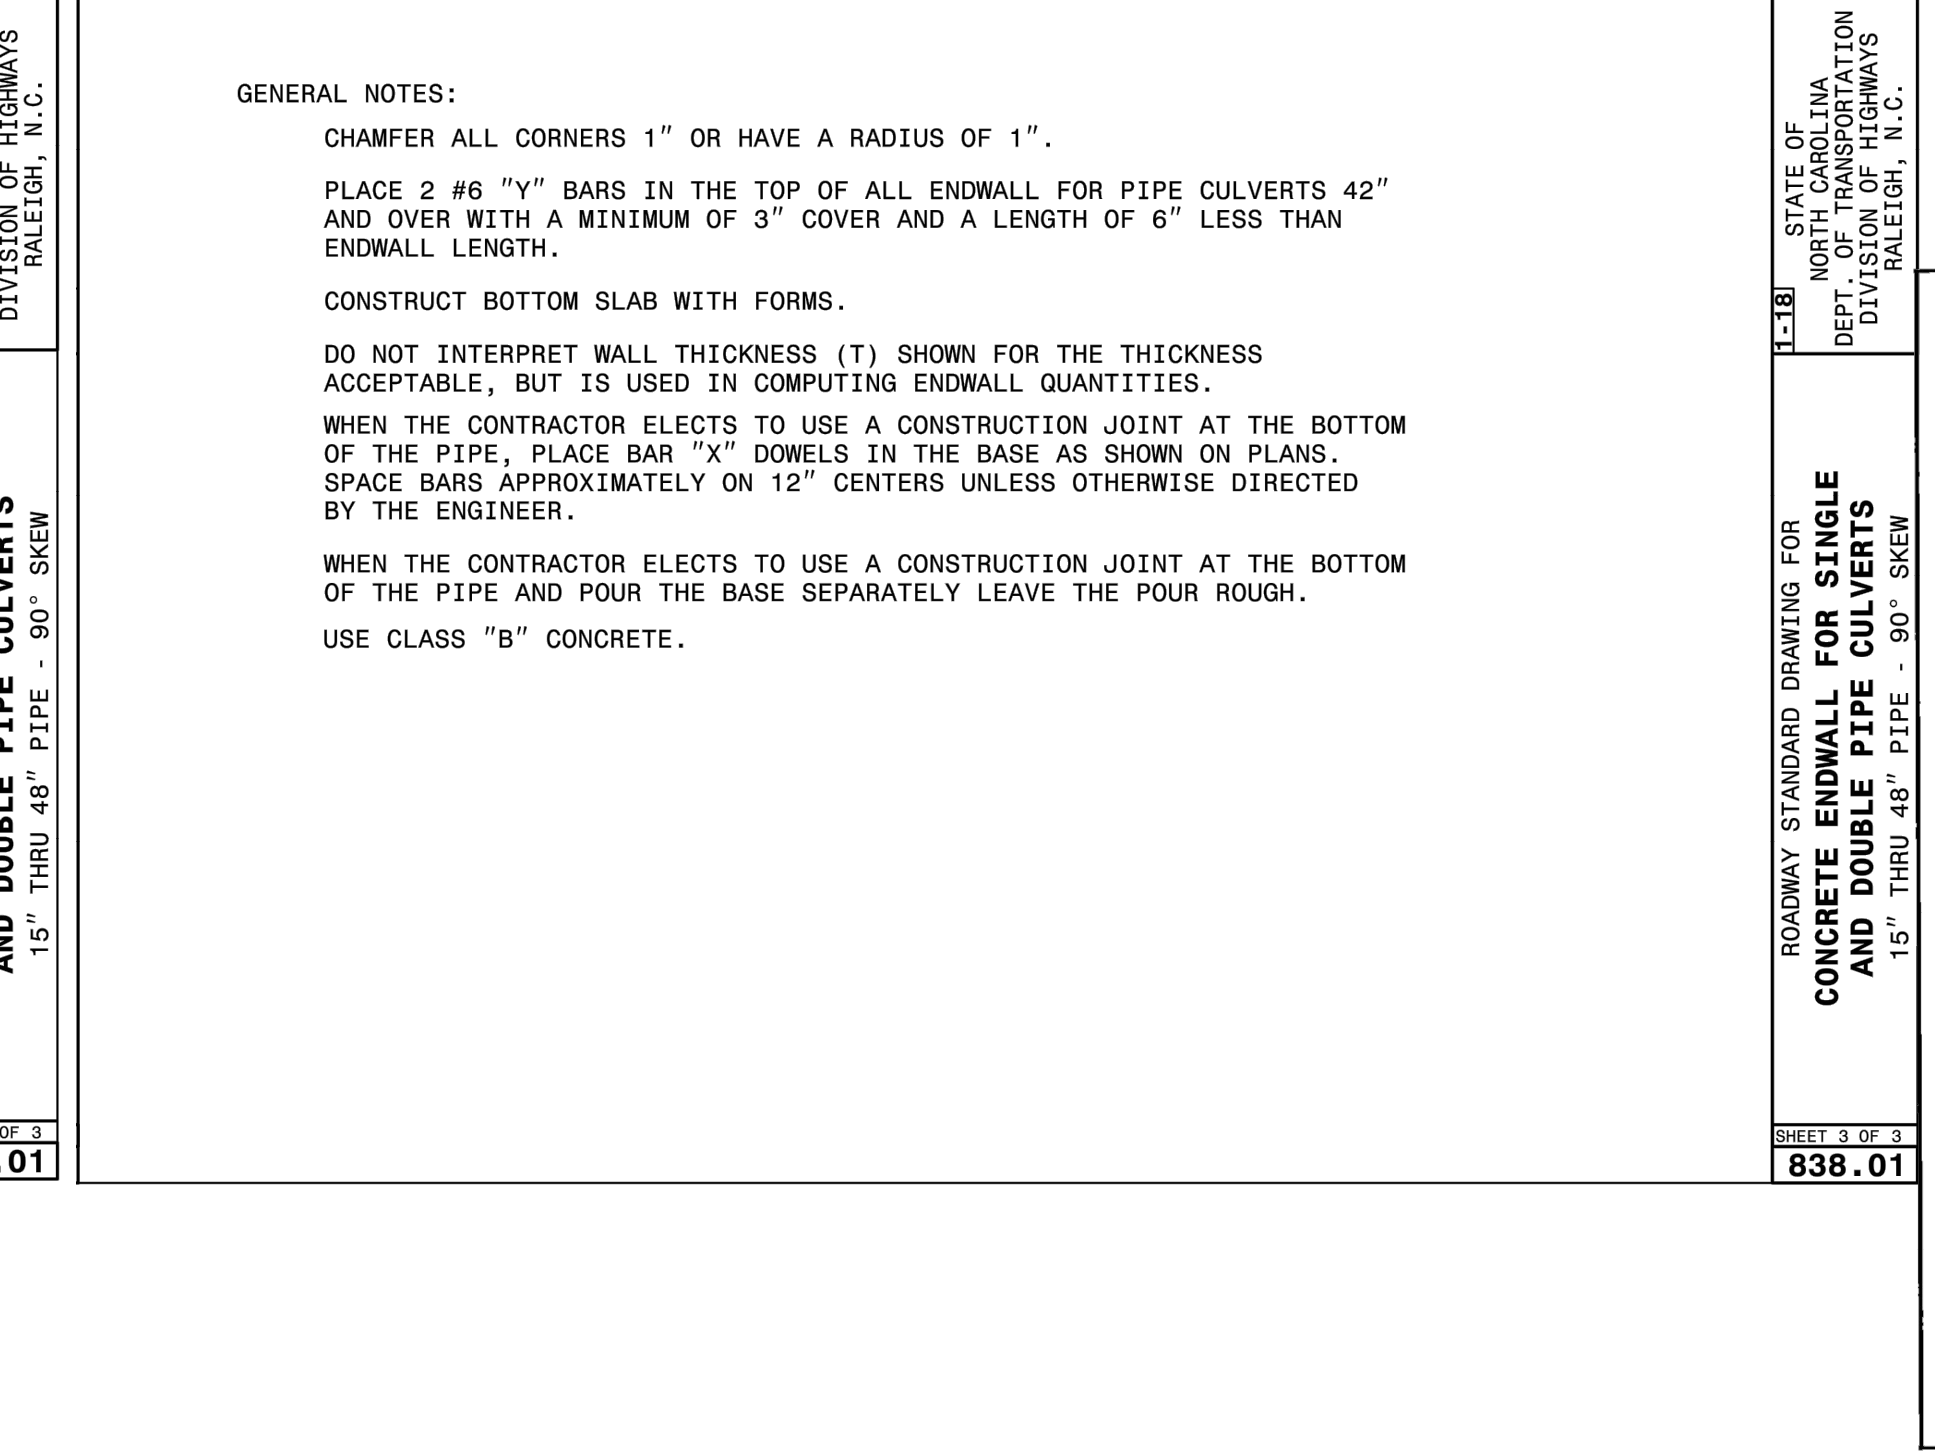 DIVISION OF HIGHWAYS
RALEIGH, N.C.
AND DOUBLE PIPE CULVERTS
15" THRU 48" PIPE - 90° SKEW
OF 3
.01
GENERAL NOTES:
CHAMFER ALL CORNERS 1" OR HAVE A RADIUS OF 1".
PLACE 2 #6 "Y" BARS IN THE TOP OF ALL ENDWALL FOR PIPE CULVERTS 42"
AND OVER WITH A MINIMUM OF 3" COVER AND A LENGTH OF 6" LESS THAN
ENDWALL LENGTH.
CONSTRUCT BOTTOM SLAB WITH FORMS.
DO NOT INTERPRET WALL THICKNESS (T) SHOWN FOR THE THICKNESS
ACCEPTABLE, BUT IS USED IN COMPUTING ENDWALL QUANTITIES.
WHEN THE CONTRACTOR ELECTS TO USE A CONSTRUCTION JOINT AT THE BOTTOM
OF THE PIPE, PLACE BAR "X" DOWELS IN THE BASE AS SHOWN ON PLANS.
SPACE BARS APPROXIMATELY ON 12" CENTERS UNLESS OTHERWISE DIRECTED
BY THE ENGINEER.
WHEN THE CONTRACTOR ELECTS TO USE A CONSTRUCTION JOINT AT THE BOTTOM
OF THE PIPE AND POUR THE BASE SEPARATELY LEAVE THE POUR ROUGH.
USE CLASS "B" CONCRETE.
1-18
STATE OF
NORTH CAROLINA
DEPT. OF TRANSPORTATION
DIVISION OF HIGHWAYS
RALEIGH, N.C.
ROADWAY STANDARD DRAWING FOR
CONCRETE ENDWALL FOR SINGLE
AND DOUBLE PIPE CULVERTS
15" THRU 48" PIPE - 90° SKEW
SHEET 3 OF 3
838.01